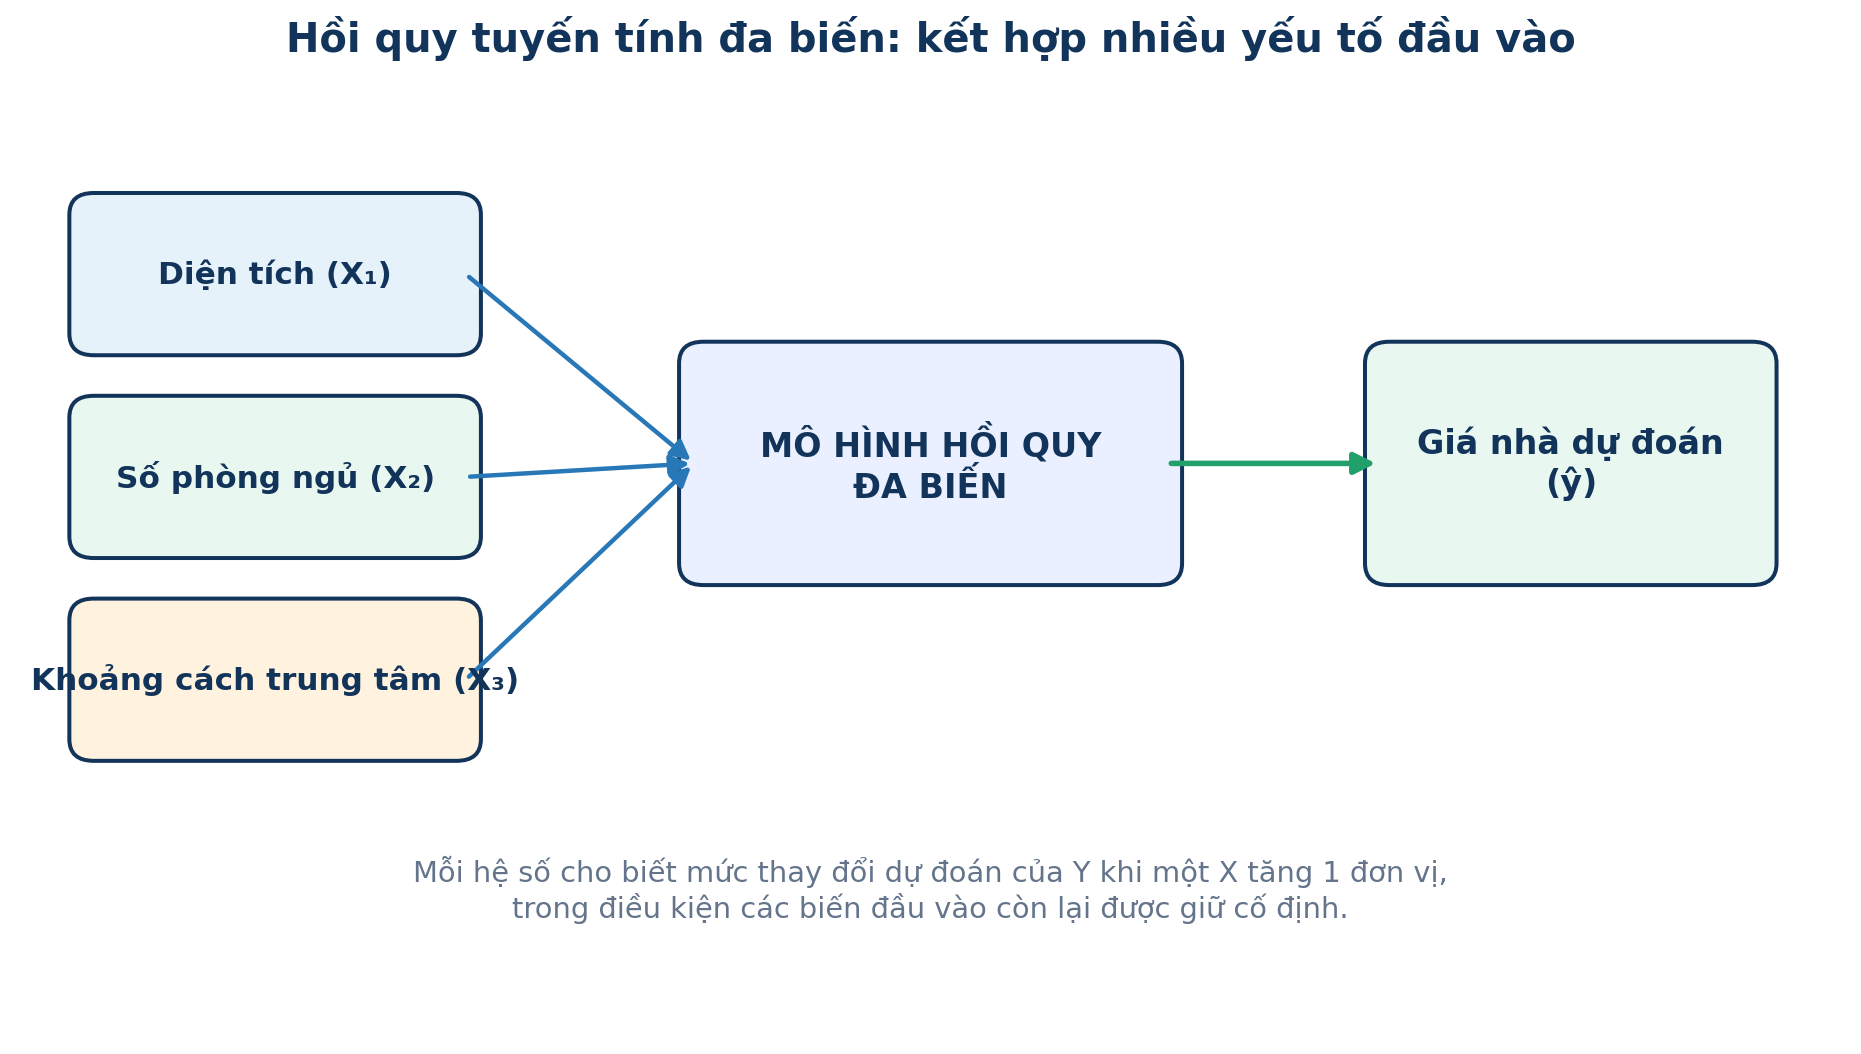 Hồi quy tuyến tính đa biến: kết hợp nhiều yếu tố đầu vào
Diện tích (X₁)
Số phòng ngủ (X₂)
Khoảng cách trung tâm (X₃)
MÔ HÌNH HỒI QUY
ĐA BIẾN
Giá nhà dự đoán
(ŷ)
Mỗi hệ số cho biết mức thay đổi dự đoán của Y khi một X tăng 1 đơn vị,
trong điều kiện các biến đầu vào còn lại được giữ cố định.